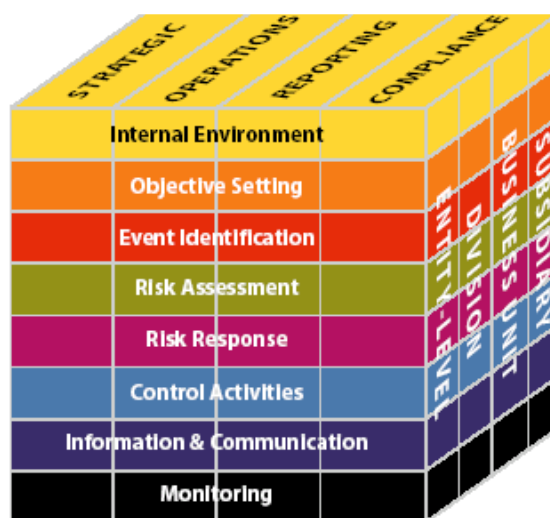 STRATEGIC
OPERATIONS
REPORTING
COMPLIANCE
Internal Environment
Objective Setting
Event Identification
Risk Assessment
Risk Response
Control Activities
Information & Communication
Monitoring
ENTITY-LEVEL
DIVISION
BUSINESS UNIT
SUBSIDIARY